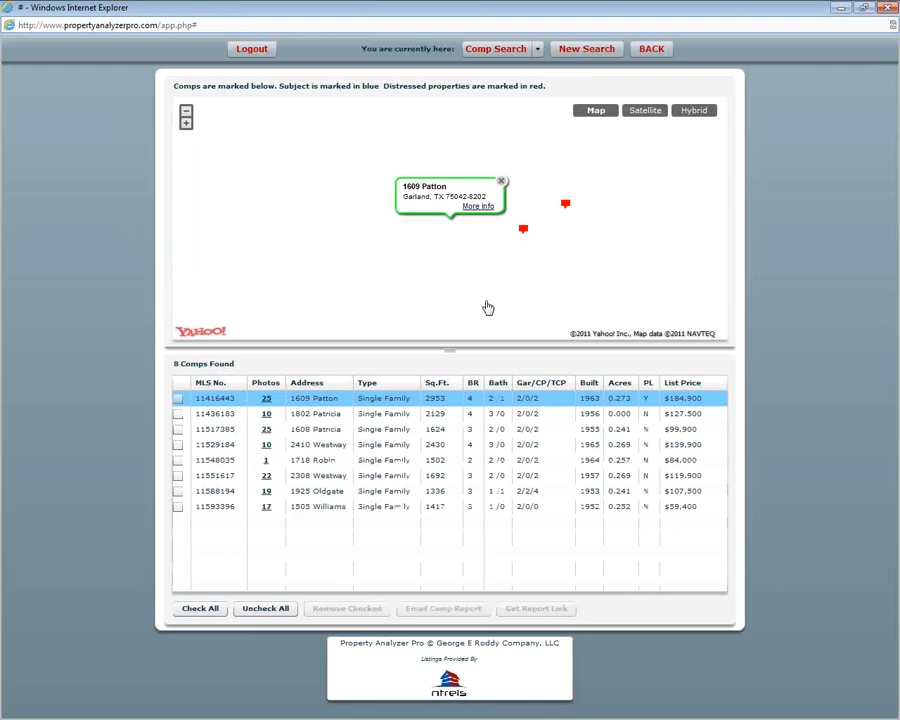 # - Windows Internet Explorer
http://www.propertyanalyzerpro.com/app.php#
Logout You are currently here: Comp Search New Search BACK
Comps are marked below. Subject is marked in blue Distressed properties are marked in red.
Map Satellite Hybrid
1609 Patton
Garland, TX 75042-8202
More Info
YAHOO! ©2011 Yahoo! Inc., Map data ©2011 NAVTEQ
8 Comps Found
MLS No. Photos Address Type Sq.Ft. BR Bath Gar/CP/TCP Built Acres PL List Price
11416443 25 1609 Patton Single Family 2953 4 2/1 2/0/2 1963 0.273 Y $184,900
11436183 10 1802 Patricia Single Family 2129 4 3/0 2/0/2 1956 0.000 N $127,500
11517385 25 1608 Patricia Single Family 1624 3 2/0 2/0/2 1955 0.241 N $99,900
11529184 10 2410 Westway Single Family 2430 4 3/0 2/0/2 1965 0.269 N $139,900
11548035 1 1718 Robin Single Family 1502 2 2/0 2/0/2 1964 0.257 N $84,000
11551617 22 2308 Westway Single Family 1692 3 2/0 2/0/2 1957 0.269 N $119,900
11588194 19 1925 Oldgate Single Family 1336 3 1/1 2/2/4 1953 0.241 N $107,500
11593396 17 1505 Williams Single Family 1417 3 1/0 2/0/0 1952 0.252 N $59,400
Check All Uncheck All Remove Checked Email Comp Report Get Report Link
Property Analyzer Pro © George E Roddy Company, LLC
Listings Provided By
ntreis